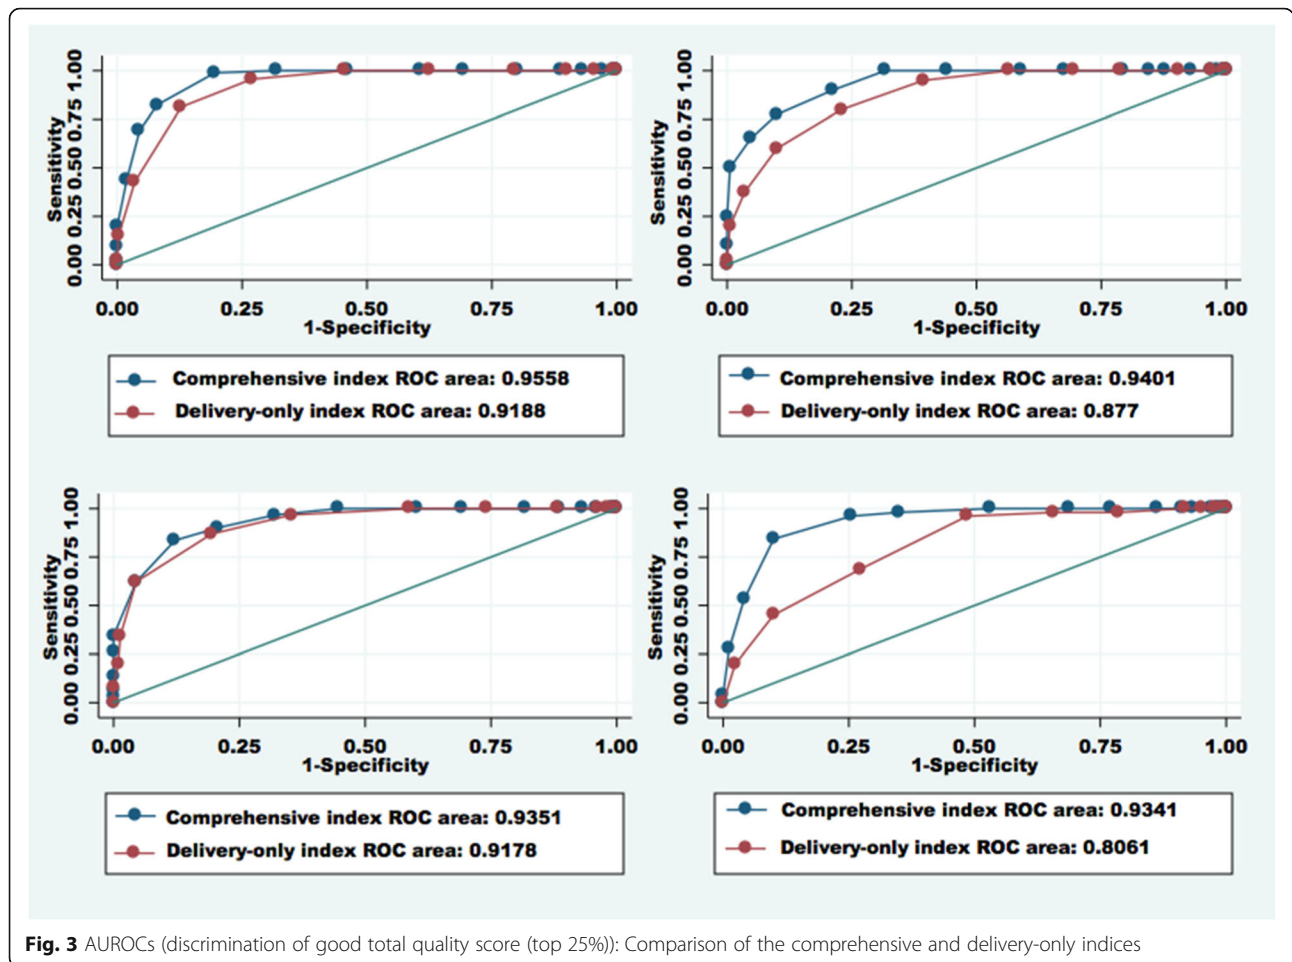 Sensitivity
0.00 0.25 0.50 0.75 1.00
0.00 0.25 0.50 0.75 1.00
1-Specificity
Comprehensive index ROC area: 0.9558
Delivery-only index ROC area: 0.9188
Sensitivity
0.00 0.25 0.50 0.75 1.00
0.00 0.25 0.50 0.75 1.00
1-Specificity
Comprehensive index ROC area: 0.9401
Delivery-only index ROC area: 0.877
Sensitivity
0.00 0.25 0.50 0.75 1.00
0.00 0.25 0.50 0.75 1.00
1-Specificity
Comprehensive index ROC area: 0.9351
Delivery-only index ROC area: 0.9178
Sensitivity
0.00 0.25 0.50 0.75 1.00
0.00 0.25 0.50 0.75 1.00
1-Specificity
Comprehensive index ROC area: 0.9341
Delivery-only index ROC area: 0.8061
Fig. 3 AUROCs (discrimination of good total quality score (top 25%)): Comparison of the comprehensive and delivery-only indices